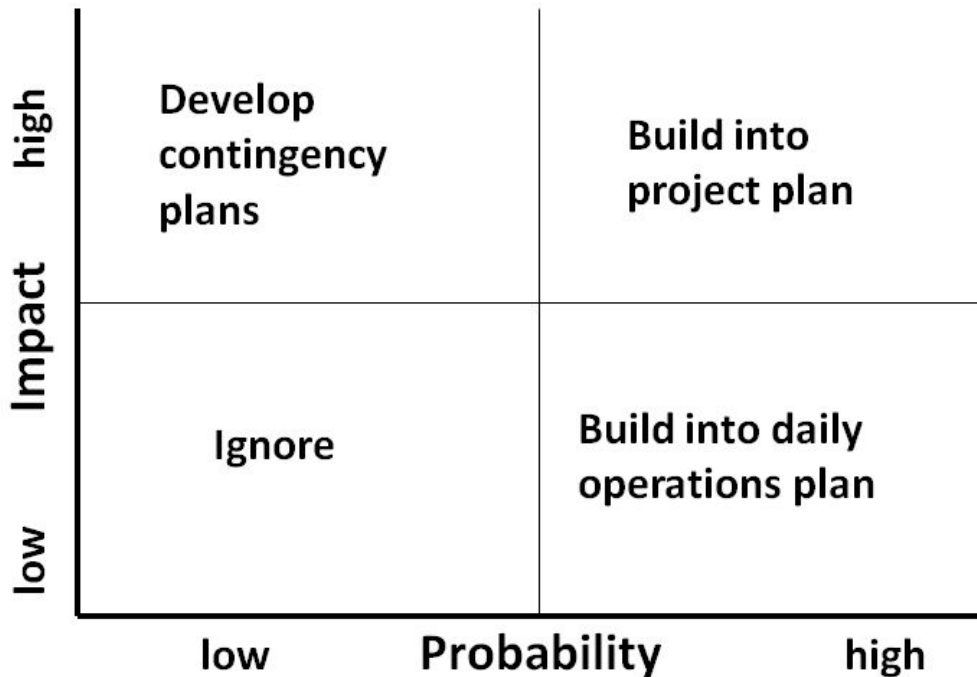 high
Impact
low
Develop
contingency
plans
Build into
project plan
Ignore
Build into daily
operations plan
low
Probability
high